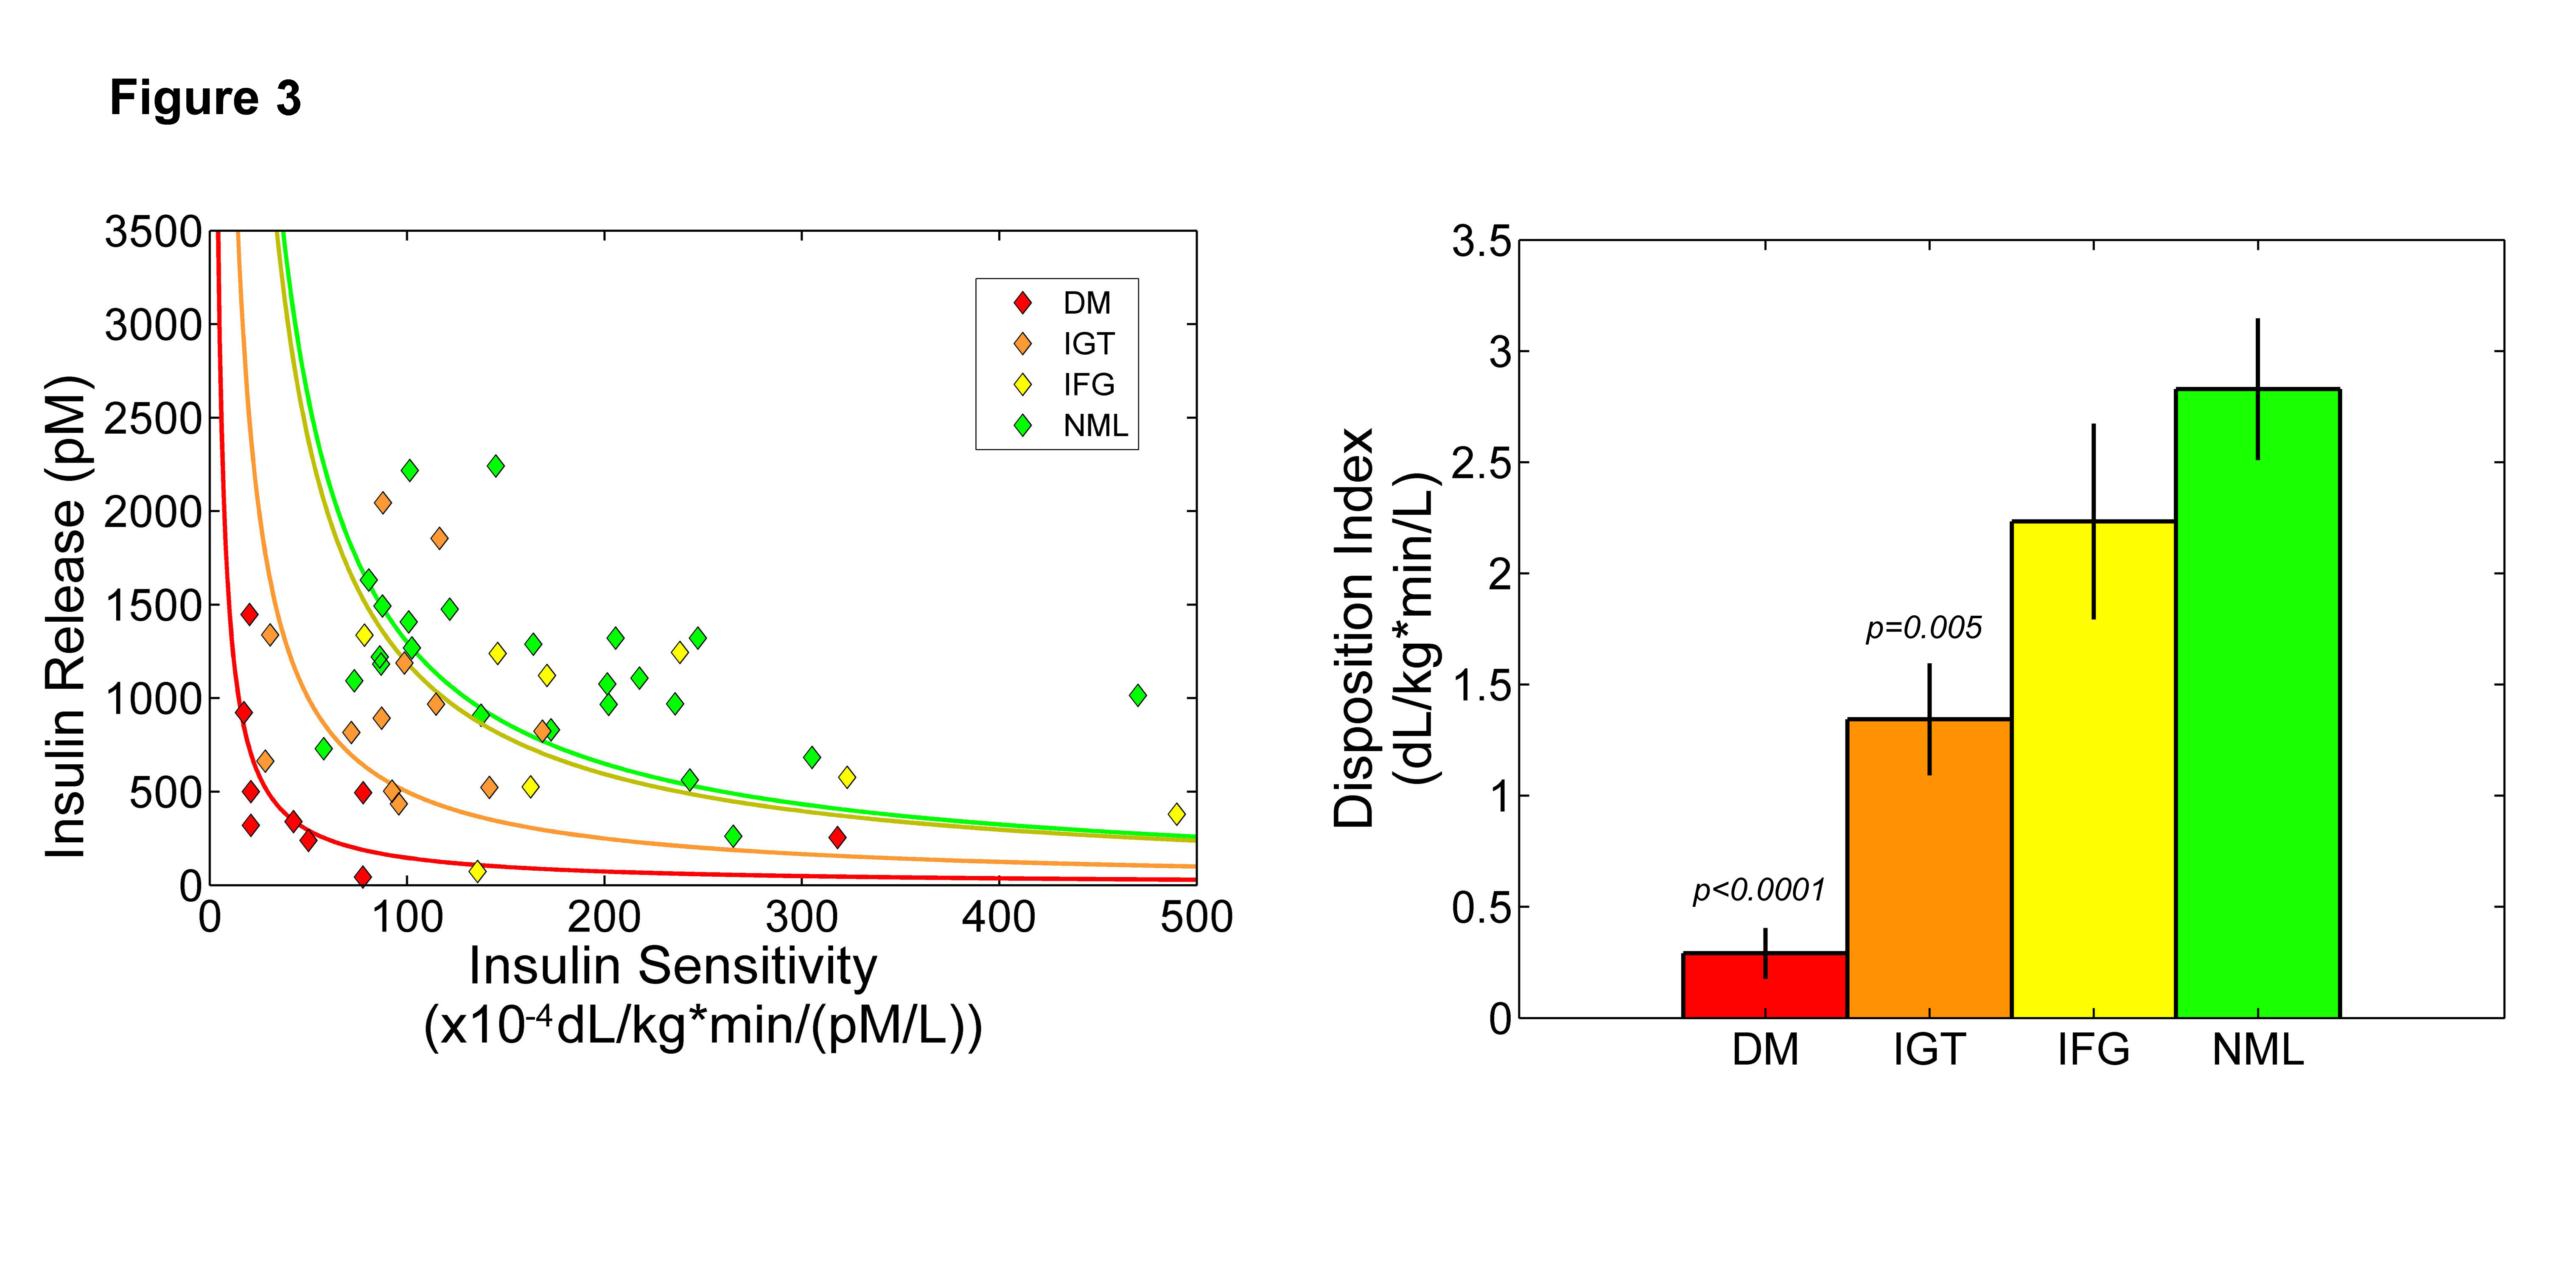 Figure 3
Insulin Release (pM)
3500
3000
2500
2000
1500
1000
500
0
0 100 200 300 400 500
Insulin Sensitivity
(x10⁻⁴dL/kg*min/(pM/L))
DM
IGT
IFG
NML
Disposition Index
(dL/kg*min/L)
3.5
3
2.5
2
1.5
1
0.5
0
p<0.0001
p=0.005
DM IGT IFG NML